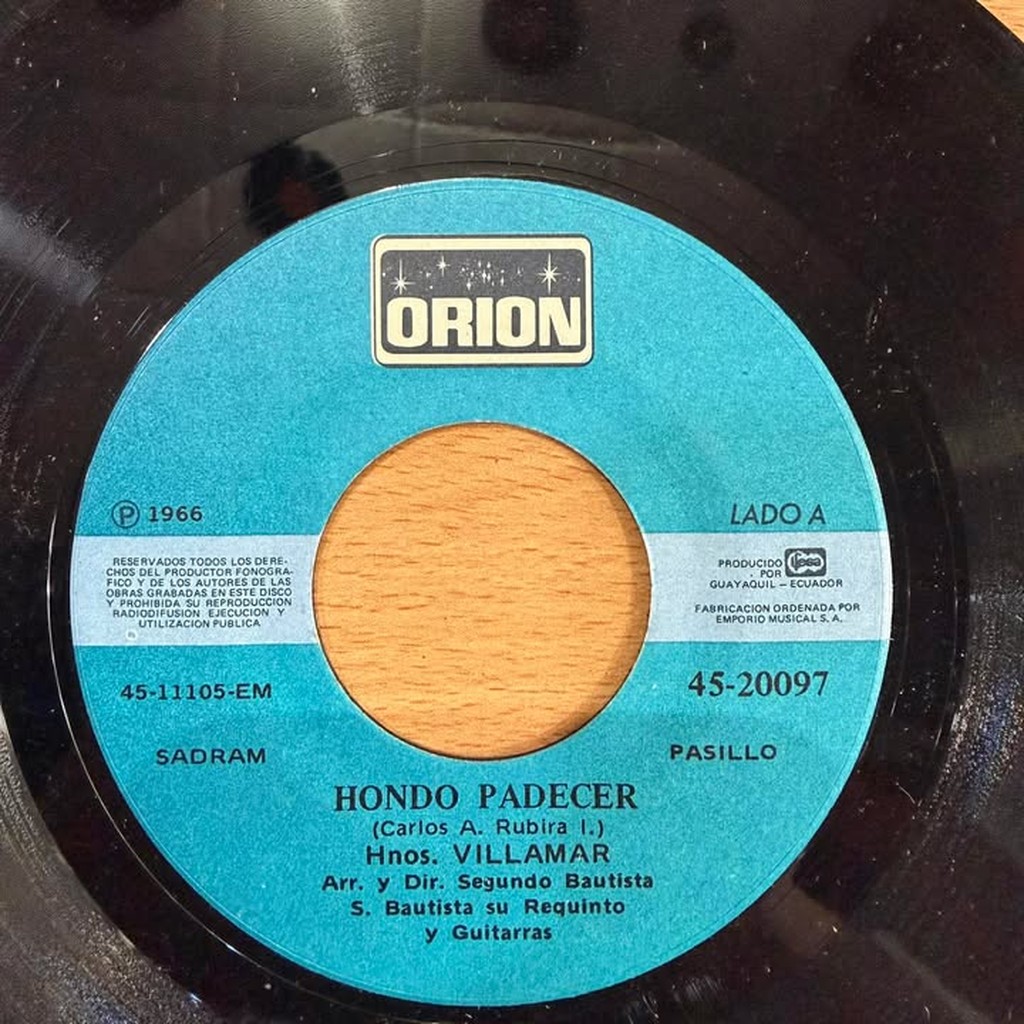 ORION
Ⓟ 1966
LADO A
RESERVADOS TODOS LOS DERE-
CHOS DEL PRODUCTOR FONOGRA-
FICO Y DE LOS AUTORES DE LAS
OBRAS GRABADAS EN ESTE DISCO
Y PROHIBIDA SU REPRODUCCION
RADIODIFUSION EJECUCION Y
UTILIZACION PUBLICA
PRODUCIDO
POR
GUAYAQUIL – ECUADOR
FABRICACION ORDENADA POR
EMPORIO MUSICAL S. A.
45-11105-EM
45-20097
SADRAM
PASILLO
HONDO PADECER
(Carlos A. Rubira I.)
Hnos. VILLAMAR
Arr. y Dir. Segundo Bautista
S. Bautista su Requinto
y Guitarras